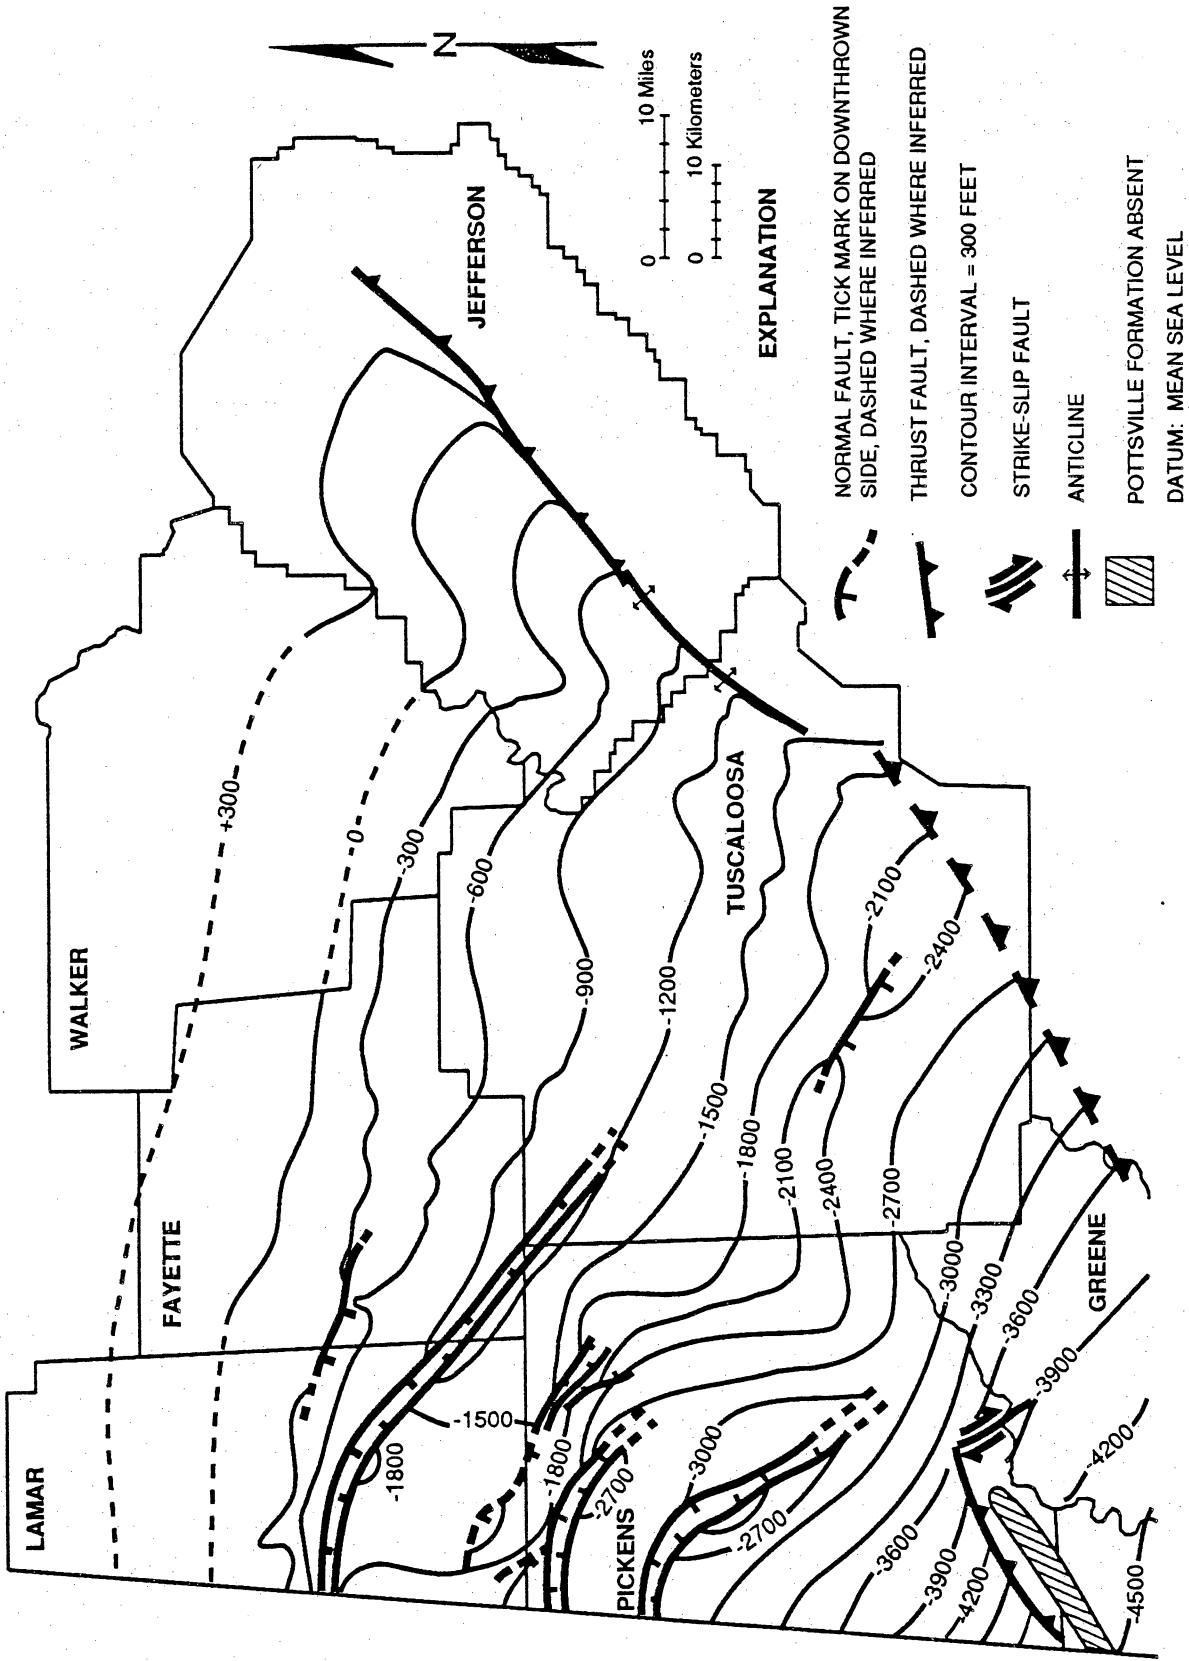 LAMAR
FAYETTE
WALKER
JEFFERSON
TUSCALOOSA
PICKENS
GREENE
N
+300
0
-300
-600
-900
-1200
-1500
-1800
-2100
-2400
-2700
-2100
-2400
-3000
-3300
-3600
-3900
-4200
-4500
-1500
-1800
-1800
-2700
-3000
-2700
-3600
-3900
-4200
0 10 Miles
0 10 Kilometers
EXPLANATION
NORMAL FAULT, TICK MARK ON DOWNTHROWN
SIDE, DASHED WHERE INFERRED
THRUST FAULT, DASHED WHERE INFERRED
CONTOUR INTERVAL = 300 FEET
STRIKE-SLIP FAULT
ANTICLINE
POTTSVILLE FORMATION ABSENT
DATUM: MEAN SEA LEVEL